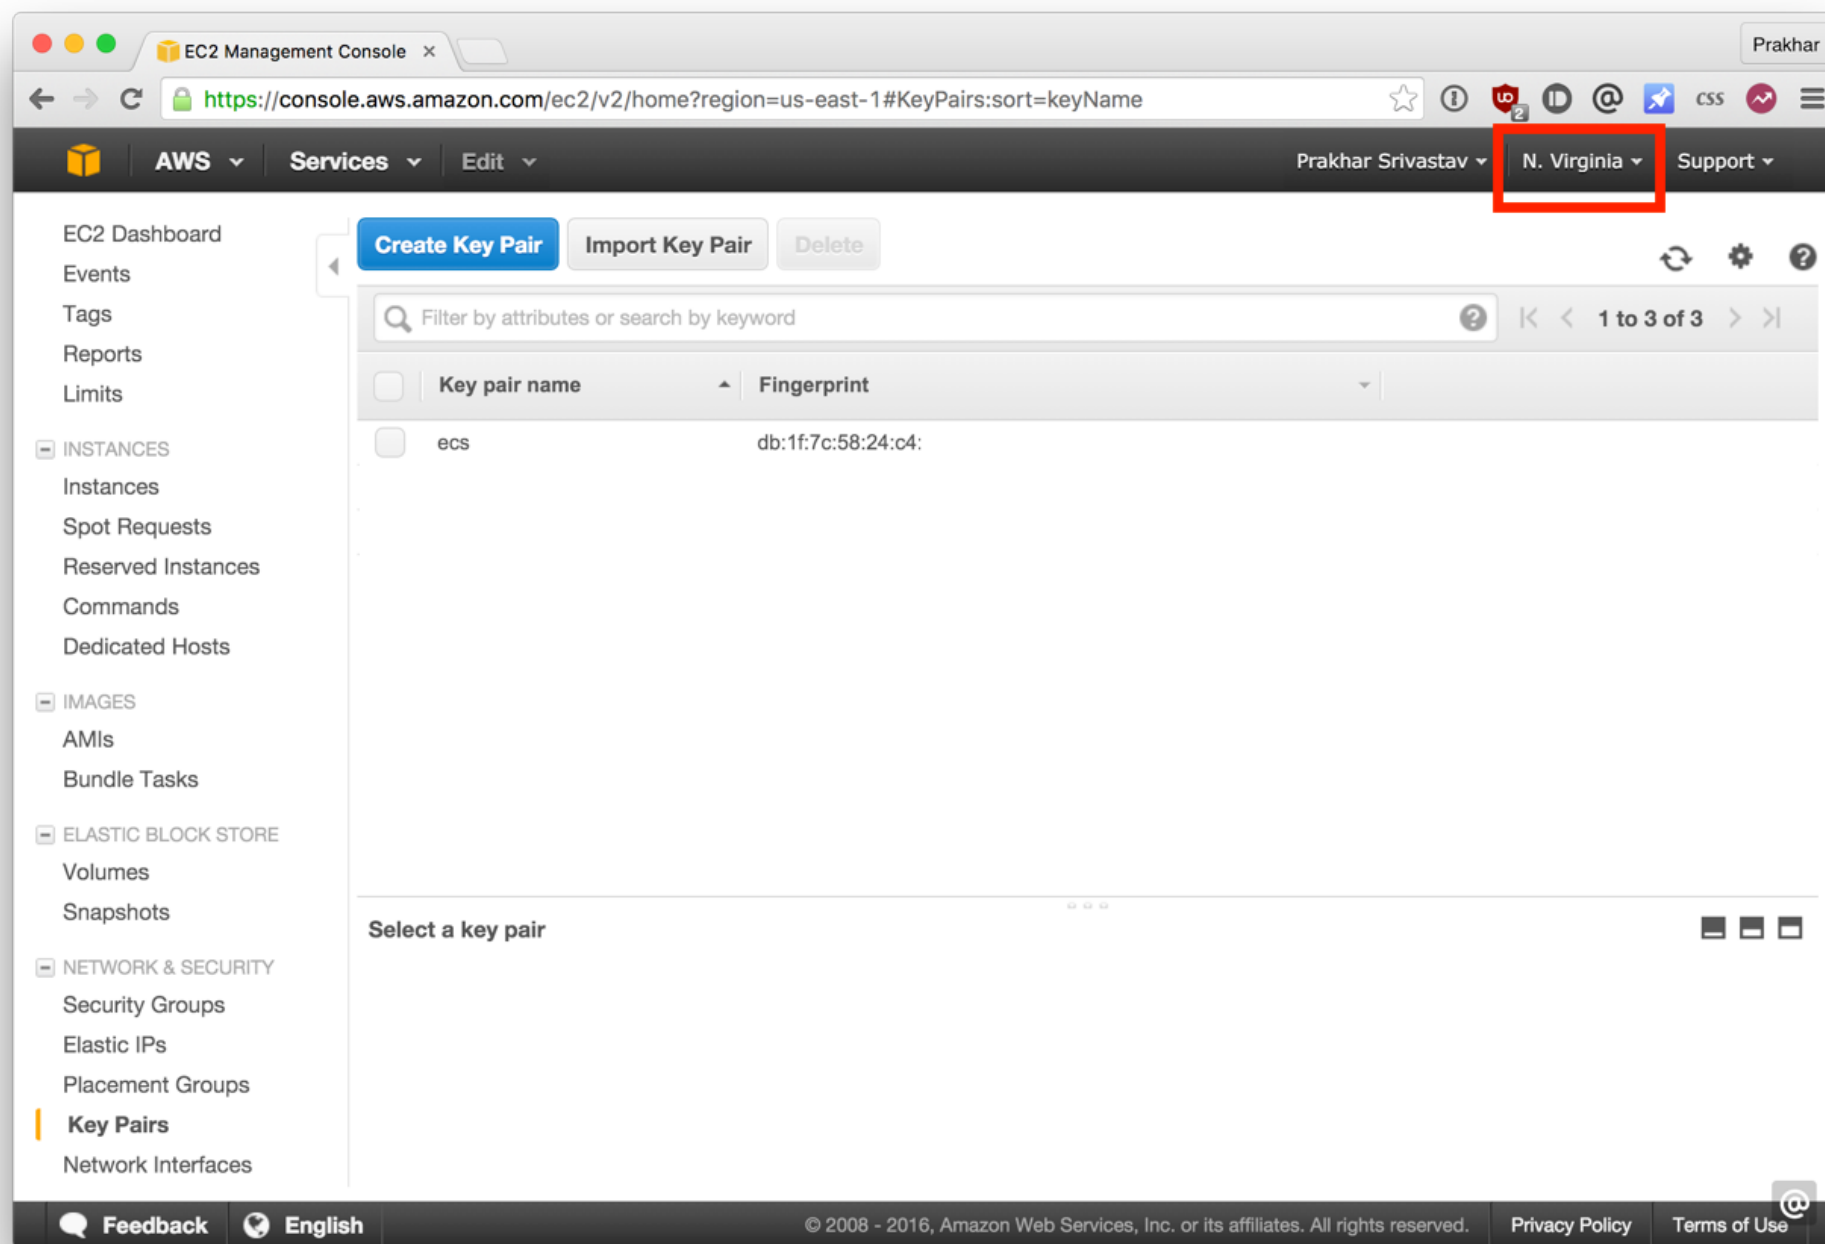 EC2 Management Console
Prakhar
https://console.aws.amazon.com/ec2/v2/home?region=us-east-1#KeyPairs:sort=keyName
2
css
AWS Services Edit Prakhar Srivastav N. Virginia Support
EC2 Dashboard
Events
Tags
Reports
Limits
INSTANCES
Instances
Spot Requests
Reserved Instances
Commands
Dedicated Hosts
IMAGES
AMIs
Bundle Tasks
ELASTIC BLOCK STORE
Volumes
Snapshots
NETWORK & SECURITY
Security Groups
Elastic IPs
Placement Groups
Key Pairs
Network Interfaces
Create Key Pair Import Key Pair Delete
Filter by attributes or search by keyword
1 to 3 of 3
Key pair name Fingerprint
ecs db:1f:7c:58:24:c4:
Select a key pair
@
Feedback English © 2008 - 2016, Amazon Web Services, Inc. or its affiliates. All rights reserved. Privacy Policy Terms of Use